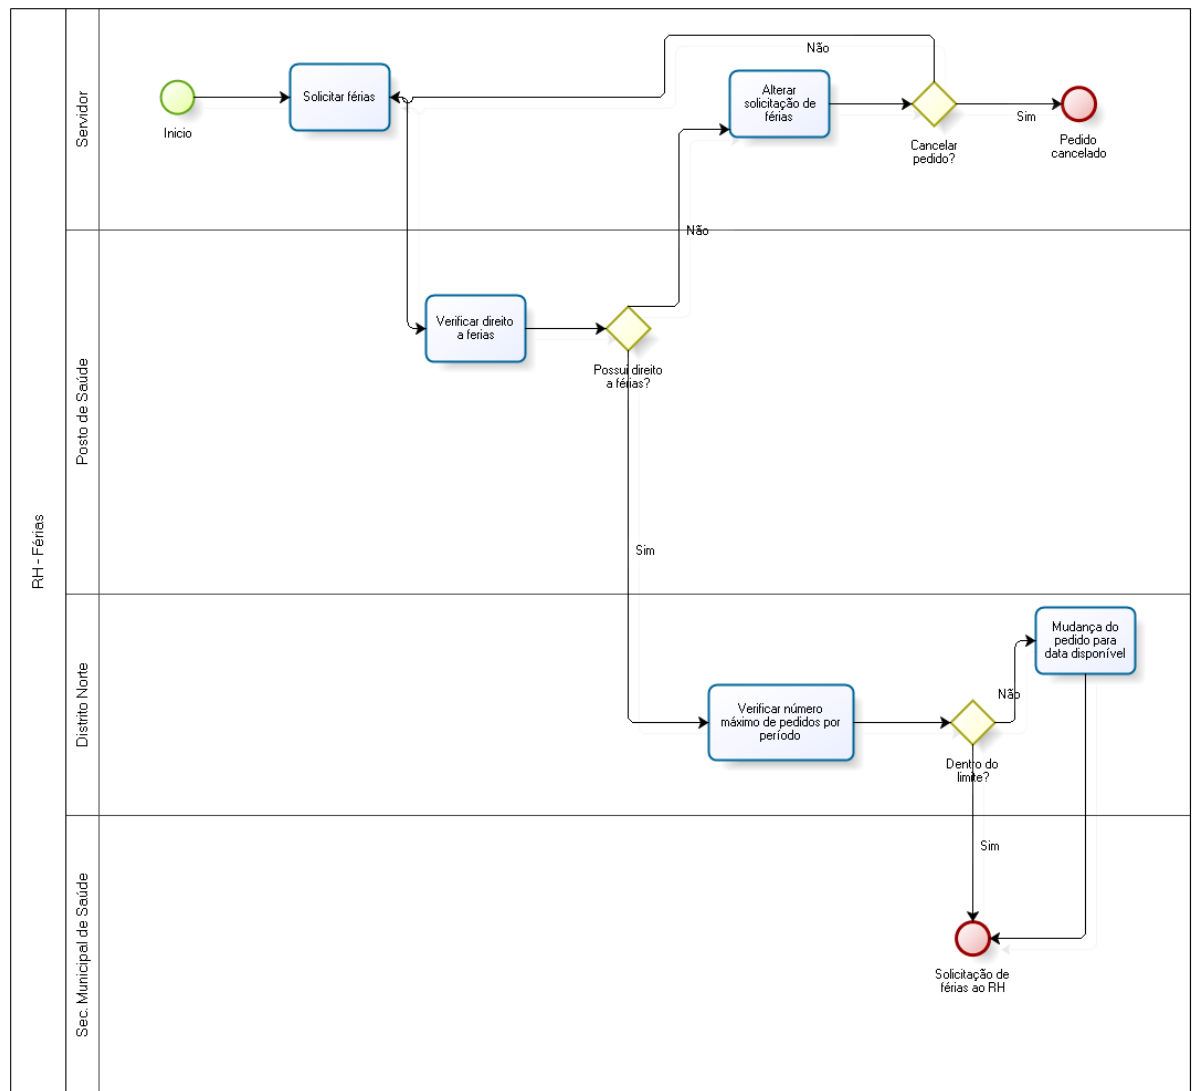 RH - Férias
Servidor
Inicio
Solicitar férias
Não
Alterar
solicitação de
férias
Cancelar
pedido?
Sim
Pedido
cancelado
Não
Posto de Saúde
Verificar direito
a ferias
Possui direito
a férias?
Sim
Distrito Norte
Verificar número
máximo de pedidos por
período
Dentro do
limite?
Não
Mudança do
pedido para
data disponível
Sim
Sec. Municipal de Saúde
Solicitação de
férias ao RH